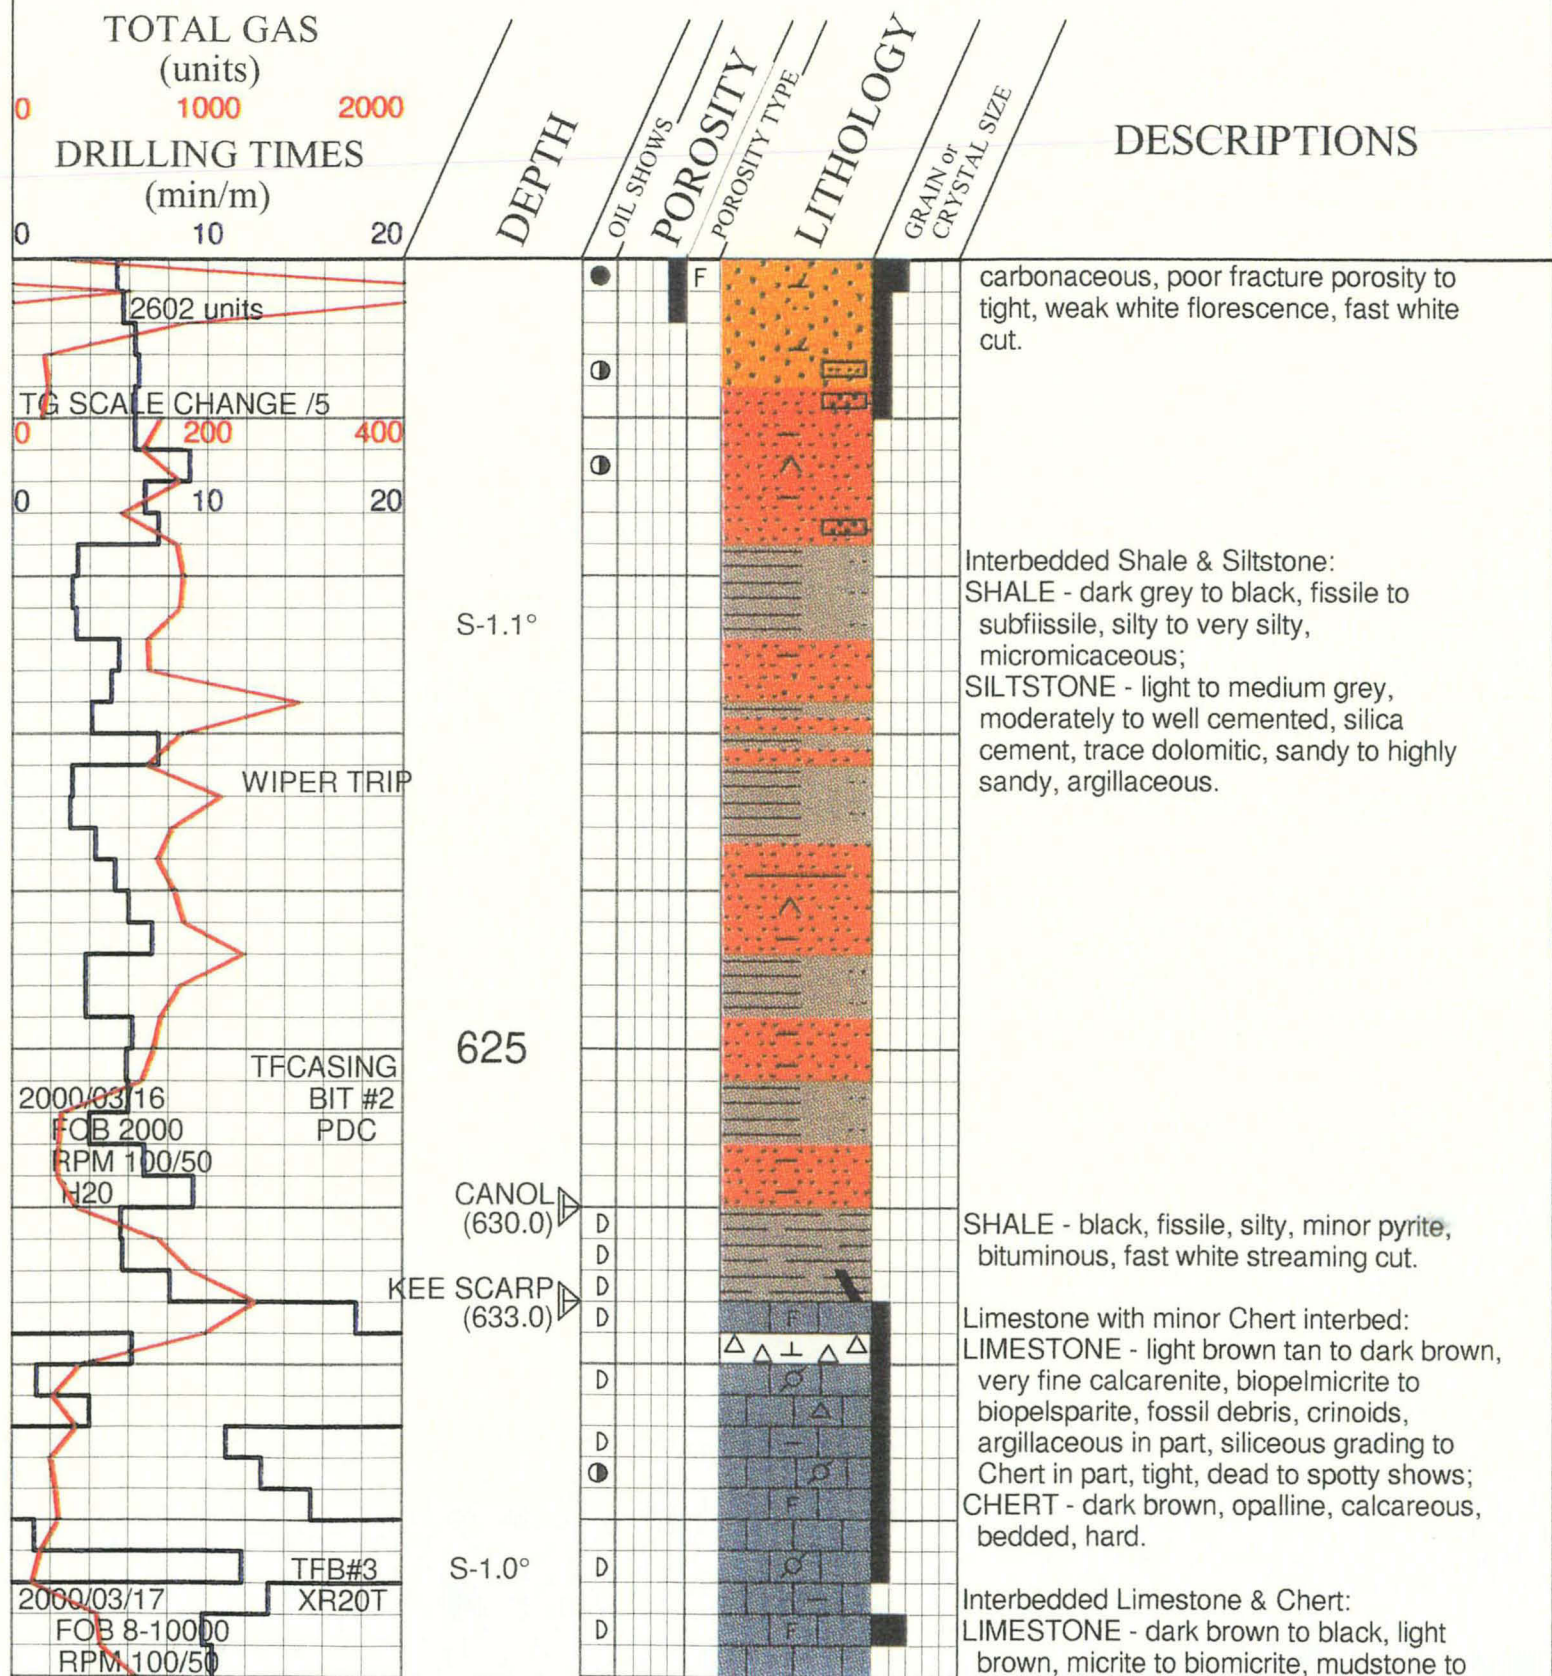 TOTAL GAS
(units)
0 1000 2000
DRILLING TIMES
(min/m)
0 10 20
DEPTH
OIL SHOWS
POROSITY
POROSITY TYPE
LITHOLOGY
GRAIN or
CRYSTAL SIZE
DESCRIPTIONS
2602 units
TG SCALE CHANGE /5
0 200 400
0 10 20
WIPER TRIP
TFCASING
BIT #2
PDC
2000/03/16
FOB 2000
RPM 100/50
H20
TFB#3
XR20T
2000/03/17
FOB 8-10000
RPM 100/50
S-1.1°
625
CANOL
(630.0)
KEE SCARP
(633.0)
S-1.0°
D
D
D
D
D
D
D
D
F
F
F
F
carbonaceous, poor fracture porosity to
tight, weak white florescence, fast white
cut.
Interbedded Shale & Siltstone:
SHALE - dark grey to black, fissile to
subfiissile, silty to very silty,
micromicaceous;
SILTSTONE - light to medium grey,
moderately to well cemented, silica
cement, trace dolomitic, sandy to highly
sandy, argillaceous.
SHALE - black, fissile, silty, minor pyrite,
bituminous, fast white streaming cut.
Limestone with minor Chert interbed:
LIMESTONE - light brown tan to dark brown,
very fine calcarenite, biopelmicrite to
biopelsparite, fossil debris, crinoids,
argillaceous in part, siliceous grading to
Chert in part, tight, dead to spotty shows;
CHERT - dark brown, opalline, calcareous,
bedded, hard.
Interbedded Limestone & Chert:
LIMESTONE - dark brown to black, light
brown, micrite to biomicrite, mudstone to